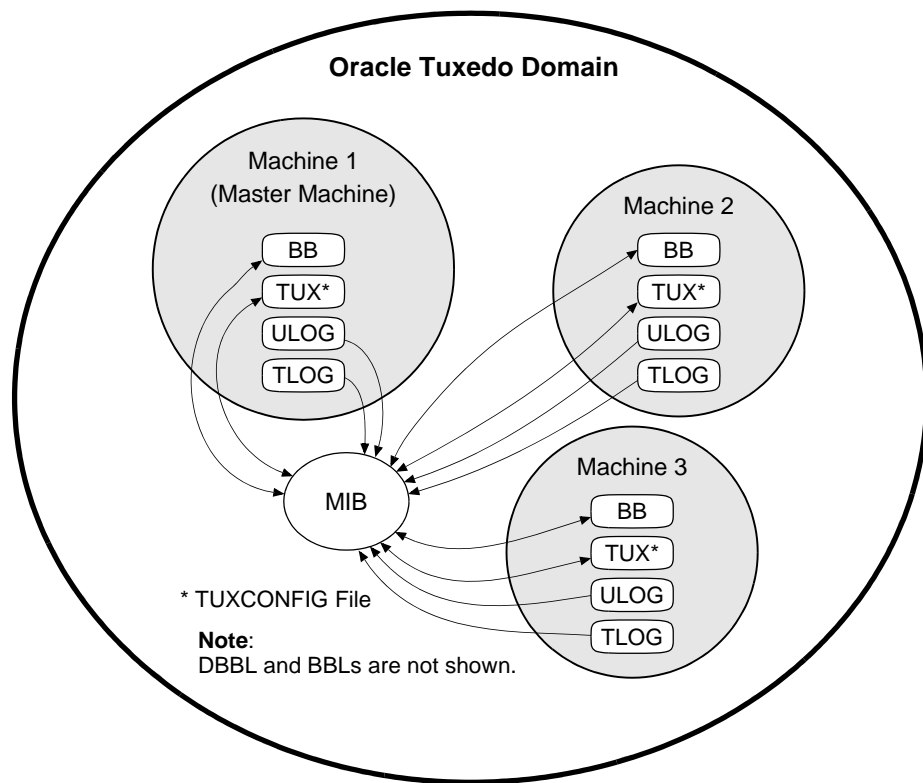 Oracle Tuxedo Domain
Machine 1
(Master Machine)
BB
TUX*
ULOG
TLOG
Machine 2
BB
TUX*
ULOG
TLOG
Machine 3
BB
TUX*
ULOG
TLOG
MIB
* TUXCONFIG File
Note:
DBBL and BBLs are not shown.